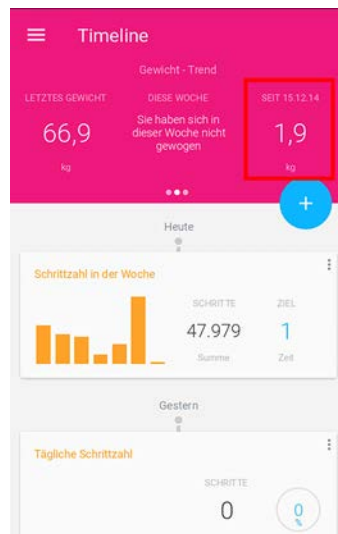 Timeline
Gewicht - Trend
LETZTES GEWICHT
66,9
kg
DIESE WOCHE
Sie haben sich in
dieser Woche nicht
gewogen
SEIT 15.12.14
1,9
kg
+
Heute
Schrittzahl in der Woche
SCHRITTE
47.979
Summe
ZIEL
1
Zeit
Gestern
Tägliche Schrittzahl
SCHRITTE
0
0
%